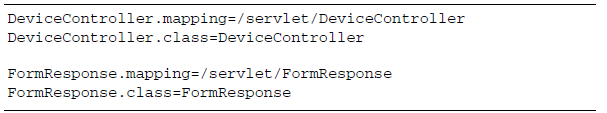 DeviceController.mapping=/servlet/DeviceController
DeviceController.class=DeviceController
FormResponse.mapping=/servlet/FormResponse
FormResponse.class=FormResponse